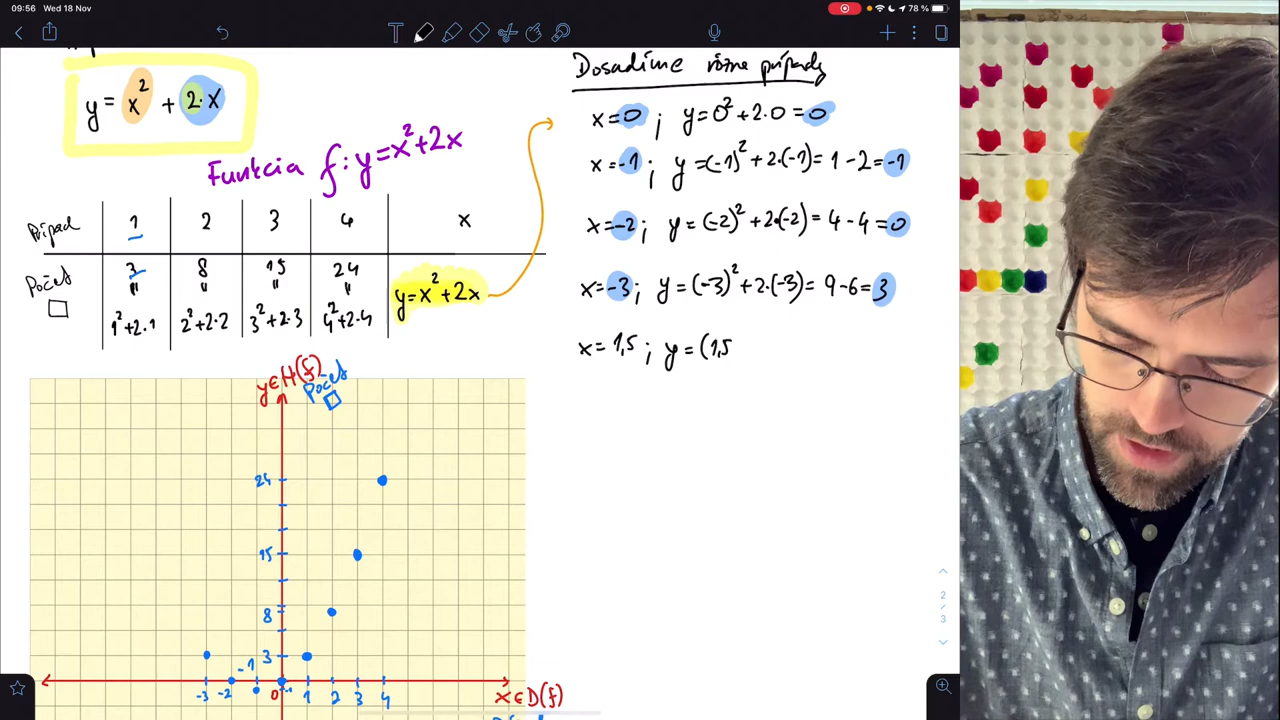 09:56 Wed 18 Nov
78 %
y = x² + 2·x
Funkcia f: y=x²+2x
Prípad 1 2 3 4 x
Počet □ 3 8 15 24 y=x²+2x
" " " "
1²+2·1 2²+2·2 3²+2·3 4²+2·4
Dosadíme rôzne prípady
x=0 ; y=0²+2.0=0
x=-1 ; y=(-1)²+2.(-1)=1-2=-1
x=-2 ; y=(-2)²+2•(-2)=4-4=0
x=-3 ; y=(-3)²+2.(-3)=9-6=3
x=1,5 ; y=(1,5
y∈H(f)
Počet
□
24
15
8
3
-1
-3 -2 0 1 2 3 4
x∈D(f)
2
/
3